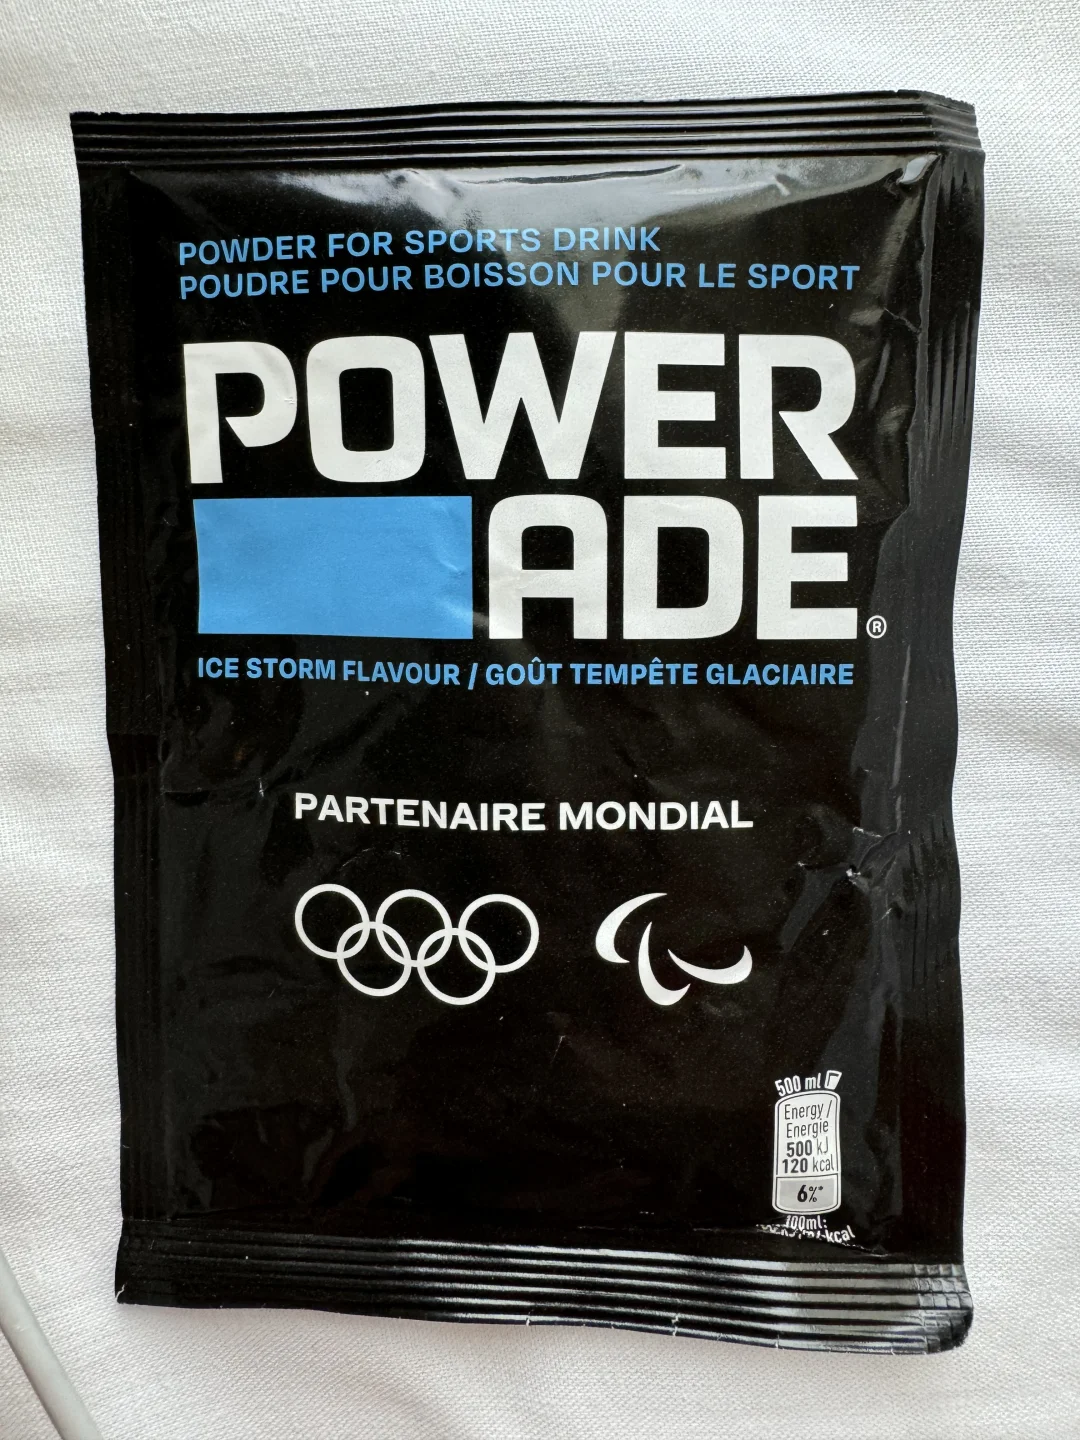 POWDER FOR SPORTS DRINK
POUDRE POUR BOISSON POUR LE SPORT
POWER
ADE®
ICE STORM FLAVOUR / GOÛT TEMPÊTE GLACIAIRE
PARTENAIRE MONDIAL
500 ml
Energy /
Energie
500 kJ
120 kcal
6%*
100ml:
kcal